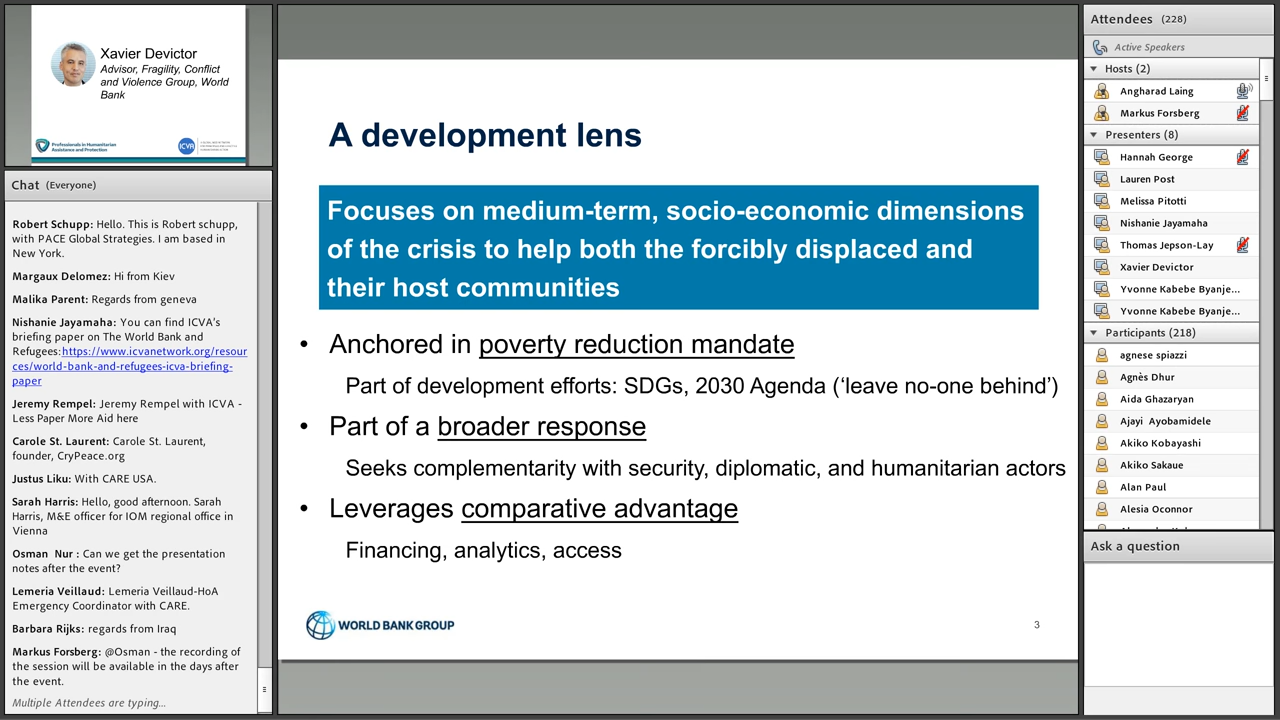 Xavier Devictor
Advisor, Fragility, Conflict
and Violence Group, World
Bank
Professionals in Humanitarian
Assistance and Protection
ICVA
Chat (Everyone)
Robert Schupp: Hello. This is Robert schupp,
with PACE Global Strategies. I am based in
New York.
Margaux Delomez: Hi from Kiev
Malika Parent: Regards from geneva
Nishanie Jayamaha: You can find ICVA's
briefing paper on The World Bank and
Refugees:https://www.icvanetwork.org/resour
ces/world-bank-and-refugees-icva-briefing-
paper
Jeremy Rempel: Jeremy Rempel with ICVA -
Less Paper More Aid here
Carole St. Laurent: Carole St. Laurent,
founder, CryPeace.org
Justus Liku: With CARE USA.
Sarah Harris: Hello, good afternoon. Sarah
Harris, M&E officer for IOM regional office in
Vienna
Osman Nur : Can we get the presentation
notes after the event?
Lemeria Veillaud: Lemeria Veillaud-HoA
Emergency Coordinator with CARE.
Barbara Rijks: regards from Iraq
Markus Forsberg: @Osman - the recording of
the session will be available in the days after
the event.
Multiple Attendees are typing...
A development lens
Focuses on medium-term, socio-economic dimensions
of the crisis to help both the forcibly displaced and
their host communities
• Anchored in poverty reduction mandate
Part of development efforts: SDGs, 2030 Agenda (‘leave no-one behind’)
• Part of a broader response
Seeks complementarity with security, diplomatic, and humanitarian actors
• Leverages comparative advantage
Financing, analytics, access
WORLD BANK GROUP
3
Attendees (228)
Active Speakers
Hosts (2)
Angharad Laing
Markus Forsberg
Presenters (8)
Hannah George
Lauren Post
Melissa Pitotti
Nishanie Jayamaha
Thomas Jepson-Lay
Xavier Devictor
Yvonne Kabebe Byanje...
Yvonne Kabebe Byanje...
Participants (218)
agnese spiazzi
Agnès Dhur
Aida Ghazaryan
Ajayi Ayobamidele
Akiko Kobayashi
Akiko Sakaue
Alan Paul
Alesia Oconnor
Ask a question